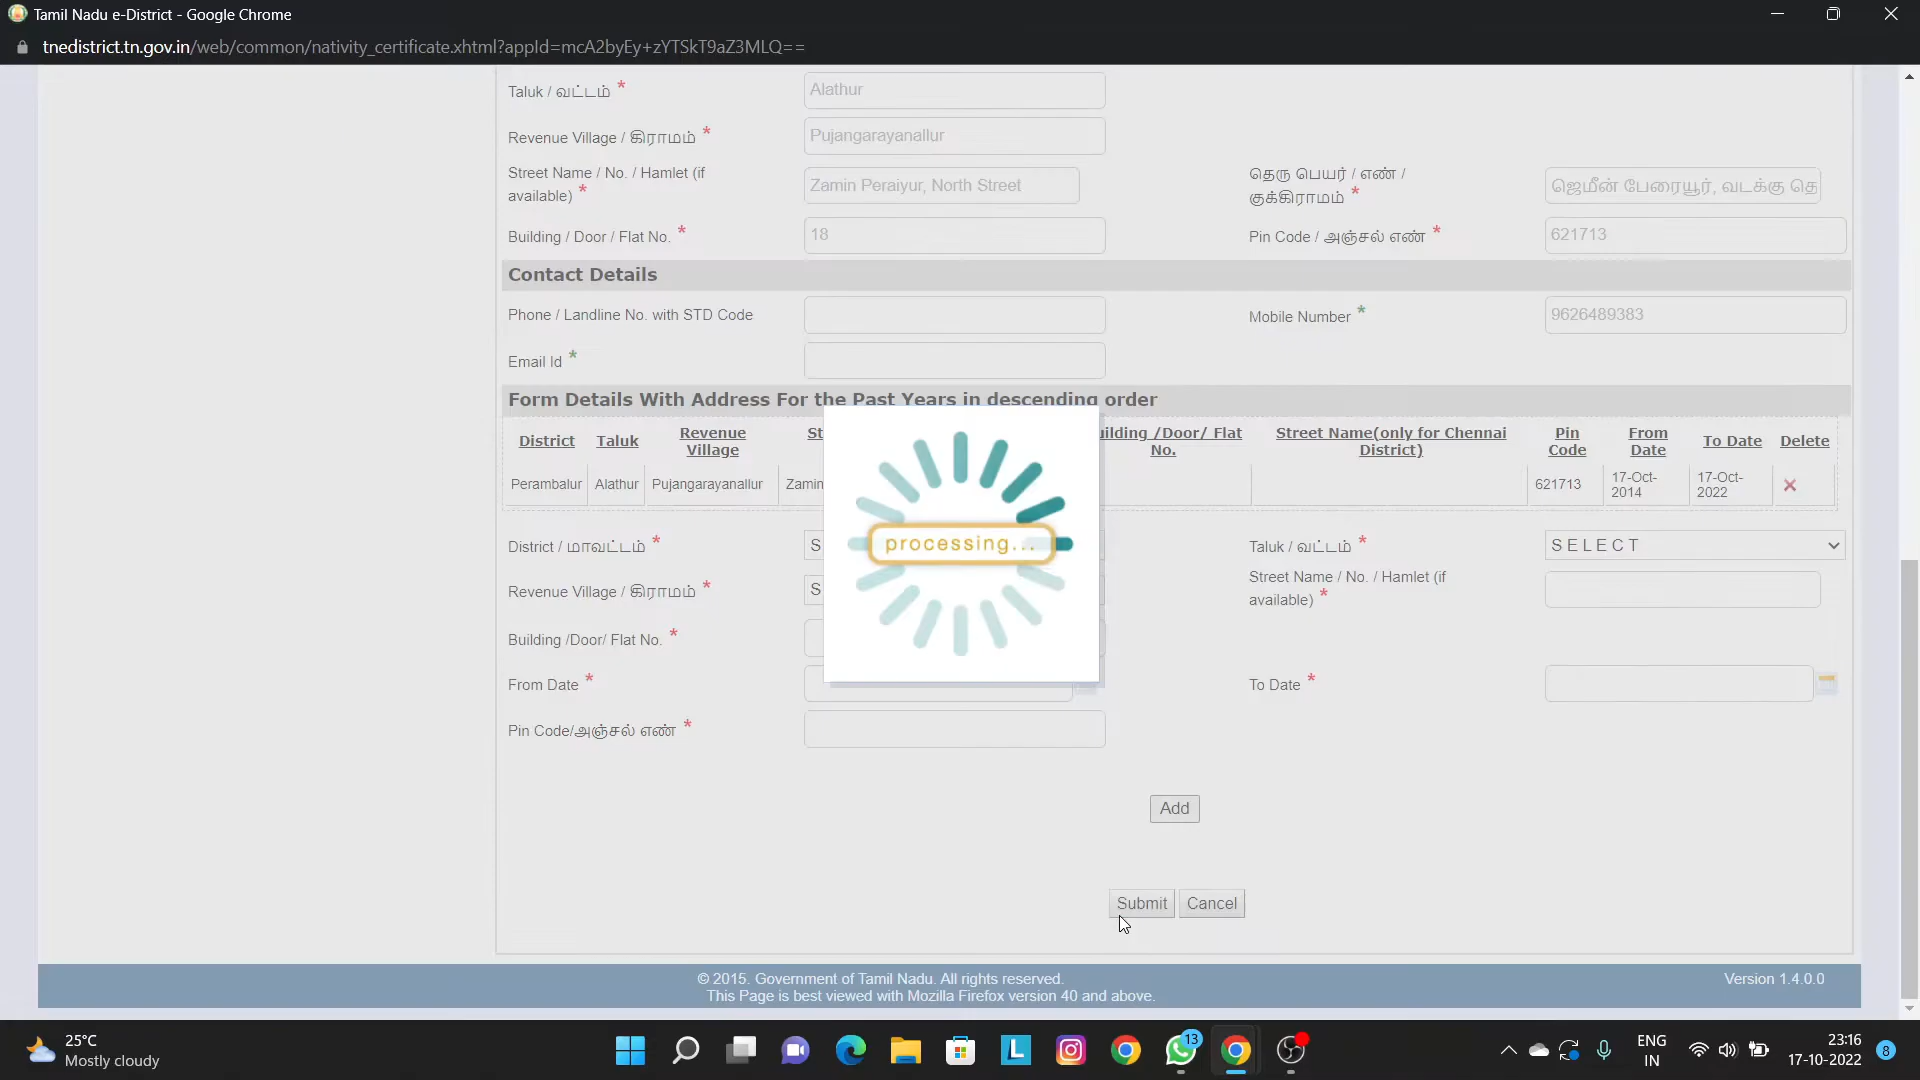 Tamil Nadu e-District - Google Chrome
tnedistrict.tn.gov.in/web/common/nativity_certificate.xhtml?appId=mcA2byEy+zYTSkT9aZ3MLQ==
Taluk / வட்டம் * Alathur
Revenue Village / கிராமம் * Pujangarayanallur
Street Name / No. / Hamlet (if available) * Zamin Peraiyur, North Street தெரு பெயர் / எண் / குக்கிராமம் * ஜெமீன் பேரையூர், வடக்கு தெ
Building / Door / Flat No. * 18 Pin Code / அஞ்சல் எண் * 621713
Contact Details
Phone / Landline No. with STD Code Mobile Number * 9626489383
Email Id *
Form Details With Address For the Past Years in descending order
District Taluk Revenue Village St uilding /Door/ Flat No. Street Name(only for Chennai District) Pin Code From Date To Date Delete
Perambalur Alathur Pujangarayanallur Zamin 621713 17-Oct-2014 17-Oct-2022
processing...
District / மாவட்டம் * S Taluk / வட்டம் * SELECT
Revenue Village / கிராமம் * S Street Name / No. / Hamlet (if available) *
Building /Door/ Flat No. *
From Date * To Date *
Pin Code/அஞ்சல் எண் *
Add
Submit Cancel
© 2015. Government of Tamil Nadu. All rights reserved. Version 1.4.0.0
This Page is best viewed with Mozilla Firefox version 40 and above.
25°C
Mostly cloudy
L
13
ENG
IN
23:16
17-10-2022
8